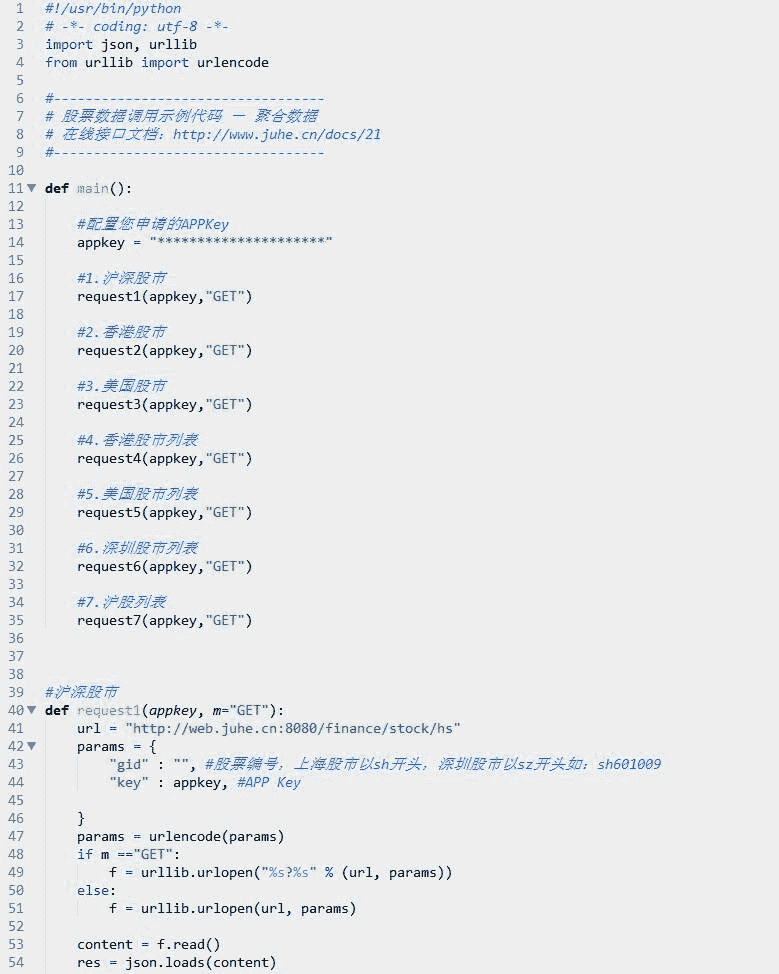 1 #!/usr/bin/python
2 # -*- coding: utf-8 -*-
3 import json, urllib
4 from urllib import urlencode
5
6 #----------------------------------
7 # 股票数据调用示例代码 － 聚合数据
8 # 在线接口文档：http://www.juhe.cn/docs/21
9 #----------------------------------
10
11 def main():
12
13 #配置您申请的APPKey
14 appkey = "*********************"
15
16 #1.沪深股市
17 request1(appkey,"GET")
18
19 #2.香港股市
20 request2(appkey,"GET")
21
22 #3.美国股市
23 request3(appkey,"GET")
24
25 #4.香港股市列表
26 request4(appkey,"GET")
27
28 #5.美国股市列表
29 request5(appkey,"GET")
30
31 #6.深圳股市列表
32 request6(appkey,"GET")
33
34 #7.沪股列表
35 request7(appkey,"GET")
36
37
38
39 #沪深股市
40 def request1(appkey, m="GET"):
41 url = "http://web.juhe.cn:8080/finance/stock/hs"
42 params = {
43 "gid" : "", #股票编号，上海股市以sh开头，深圳股市以sz开头如：sh601009
44 "key" : appkey, #APP Key
45
46 }
47 params = urlencode(params)
48 if m =="GET":
49 f = urllib.urlopen("%s?%s" % (url, params))
50 else:
51 f = urllib.urlopen(url, params)
52
53 content = f.read()
54 res = json.loads(content)